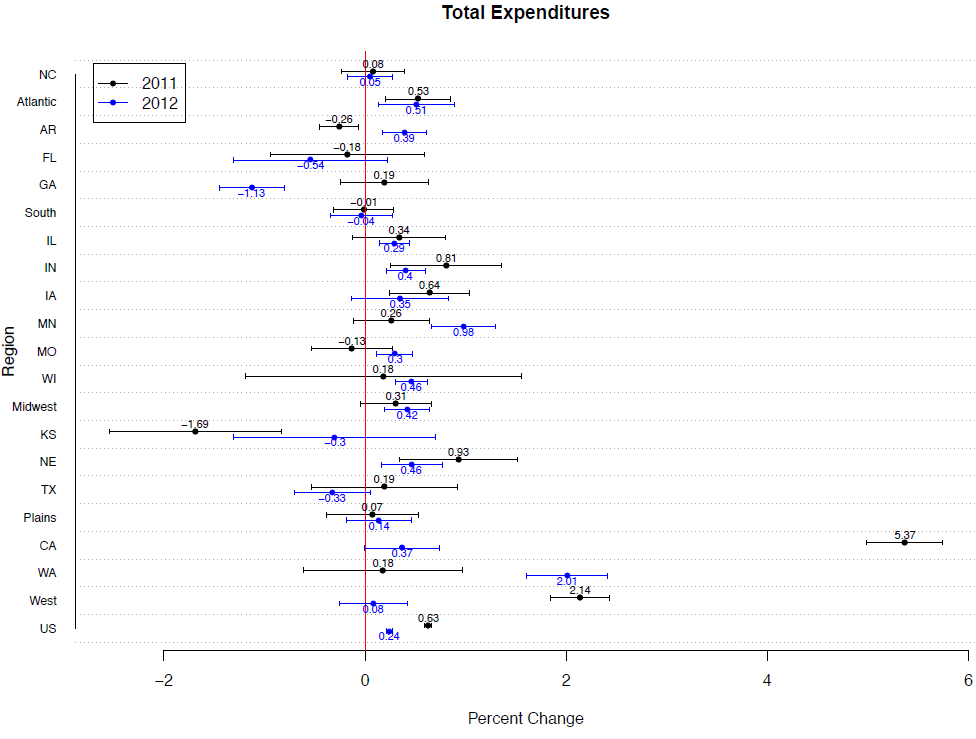 Total Expenditures
2011
2012
Region
NC
0.08
0.05
Atlantic
0.53
0.51
AR
−0.26
0.39
FL
−0.18
−0.54
GA
0.19
−1.13
South
−0.01
−0.04
IL
0.34
0.29
IN
0.81
0.4
IA
0.64
0.35
MN
0.26
0.98
MO
−0.13
0.3
WI
0.18
0.46
Midwest
0.31
0.42
KS
−1.69
−0.3
NE
0.93
0.46
TX
0.19
−0.33
Plains
0.07
0.14
CA
5.37
0.37
WA
0.18
2.01
West
2.14
0.08
US
0.63
0.24
−2 0 2 4 6
Percent Change